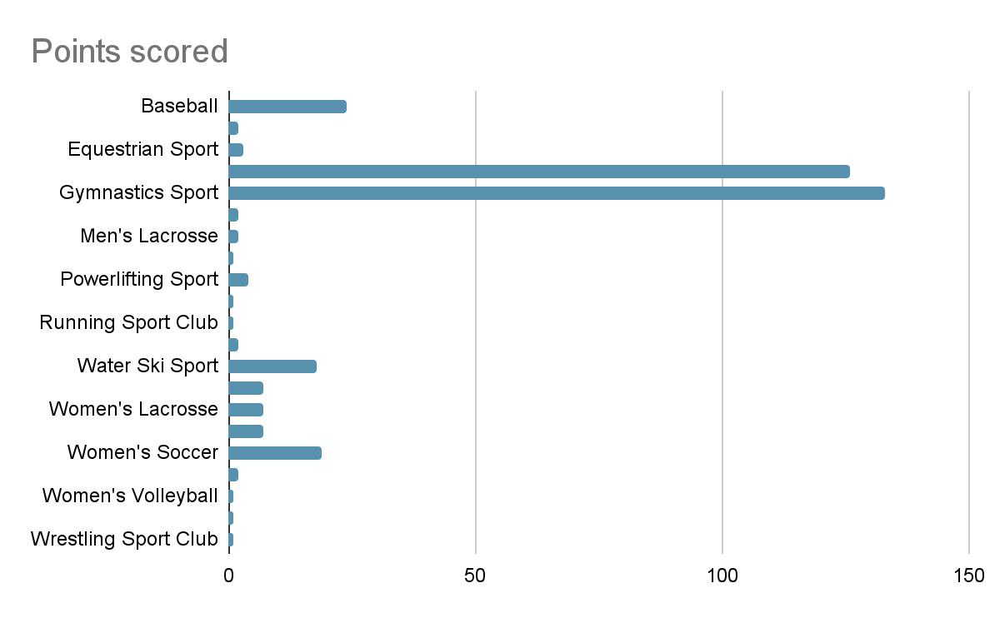 Points scored
Baseball
Equestrian Sport
Gymnastics Sport
Men's Lacrosse
Powerlifting Sport
Running Sport Club
Water Ski Sport
Women's Lacrosse
Women's Soccer
Women's Volleyball
Wrestling Sport Club
0 50 100 150